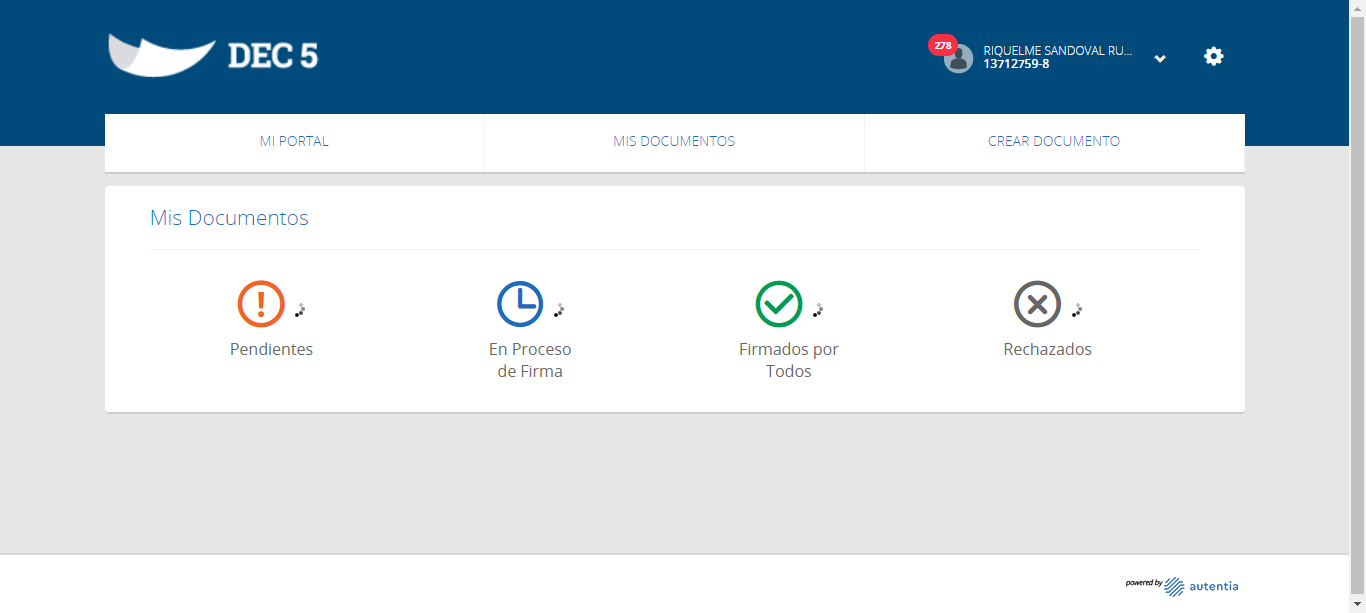 DEC 5
278
RIQUELME SANDOVAL RU...
13712759-8
MI PORTAL
MIS DOCUMENTOS
CREAR DOCUMENTO
Mis Documentos
Pendientes
En Proceso
de Firma
Firmados por
Todos
Rechazados
powered by autentia